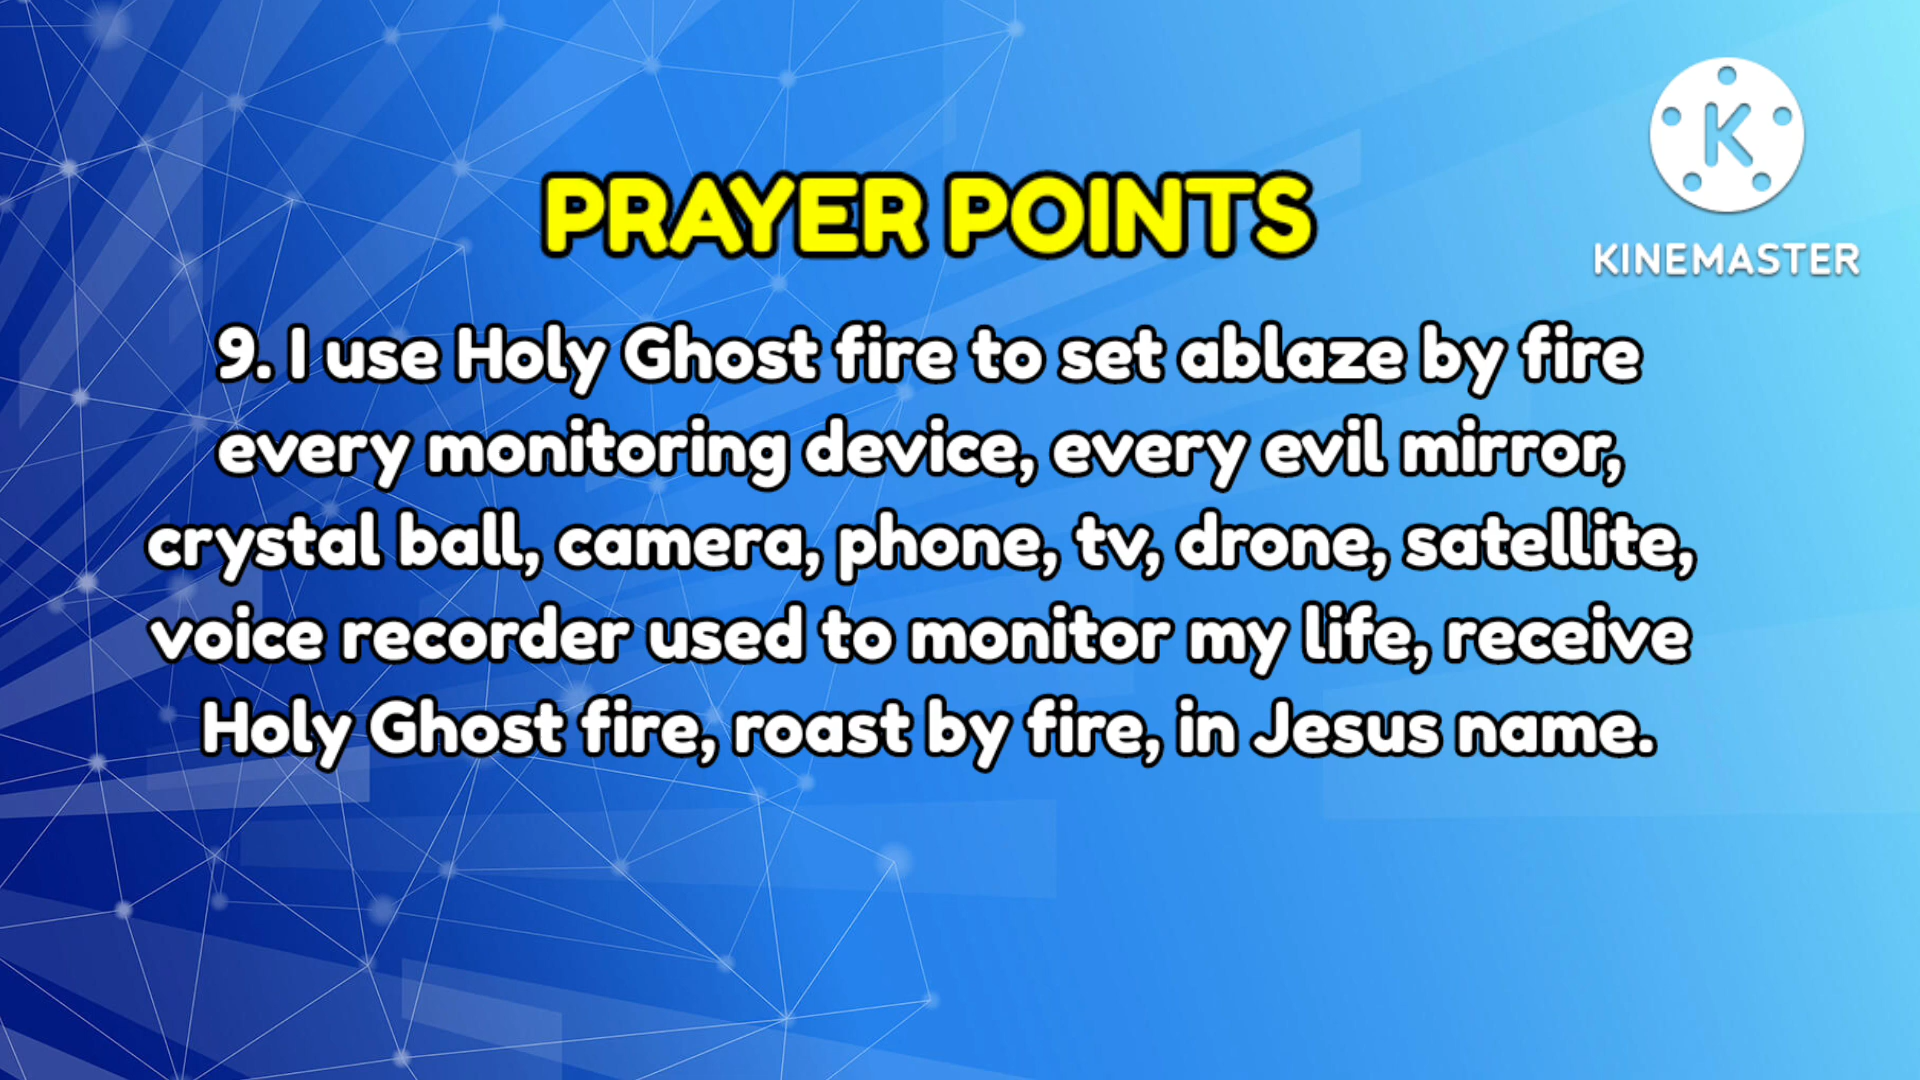 PRAYER POINTS
K
KINEMASTER
9. I use Holy Ghost fire to set ablaze by fire
every monitoring device, every evil mirror,
crystal ball, camera, phone, tv, drone, satellite,
voice recorder used to monitor my life, receive
Holy Ghost fire, roast by fire, in Jesus name.